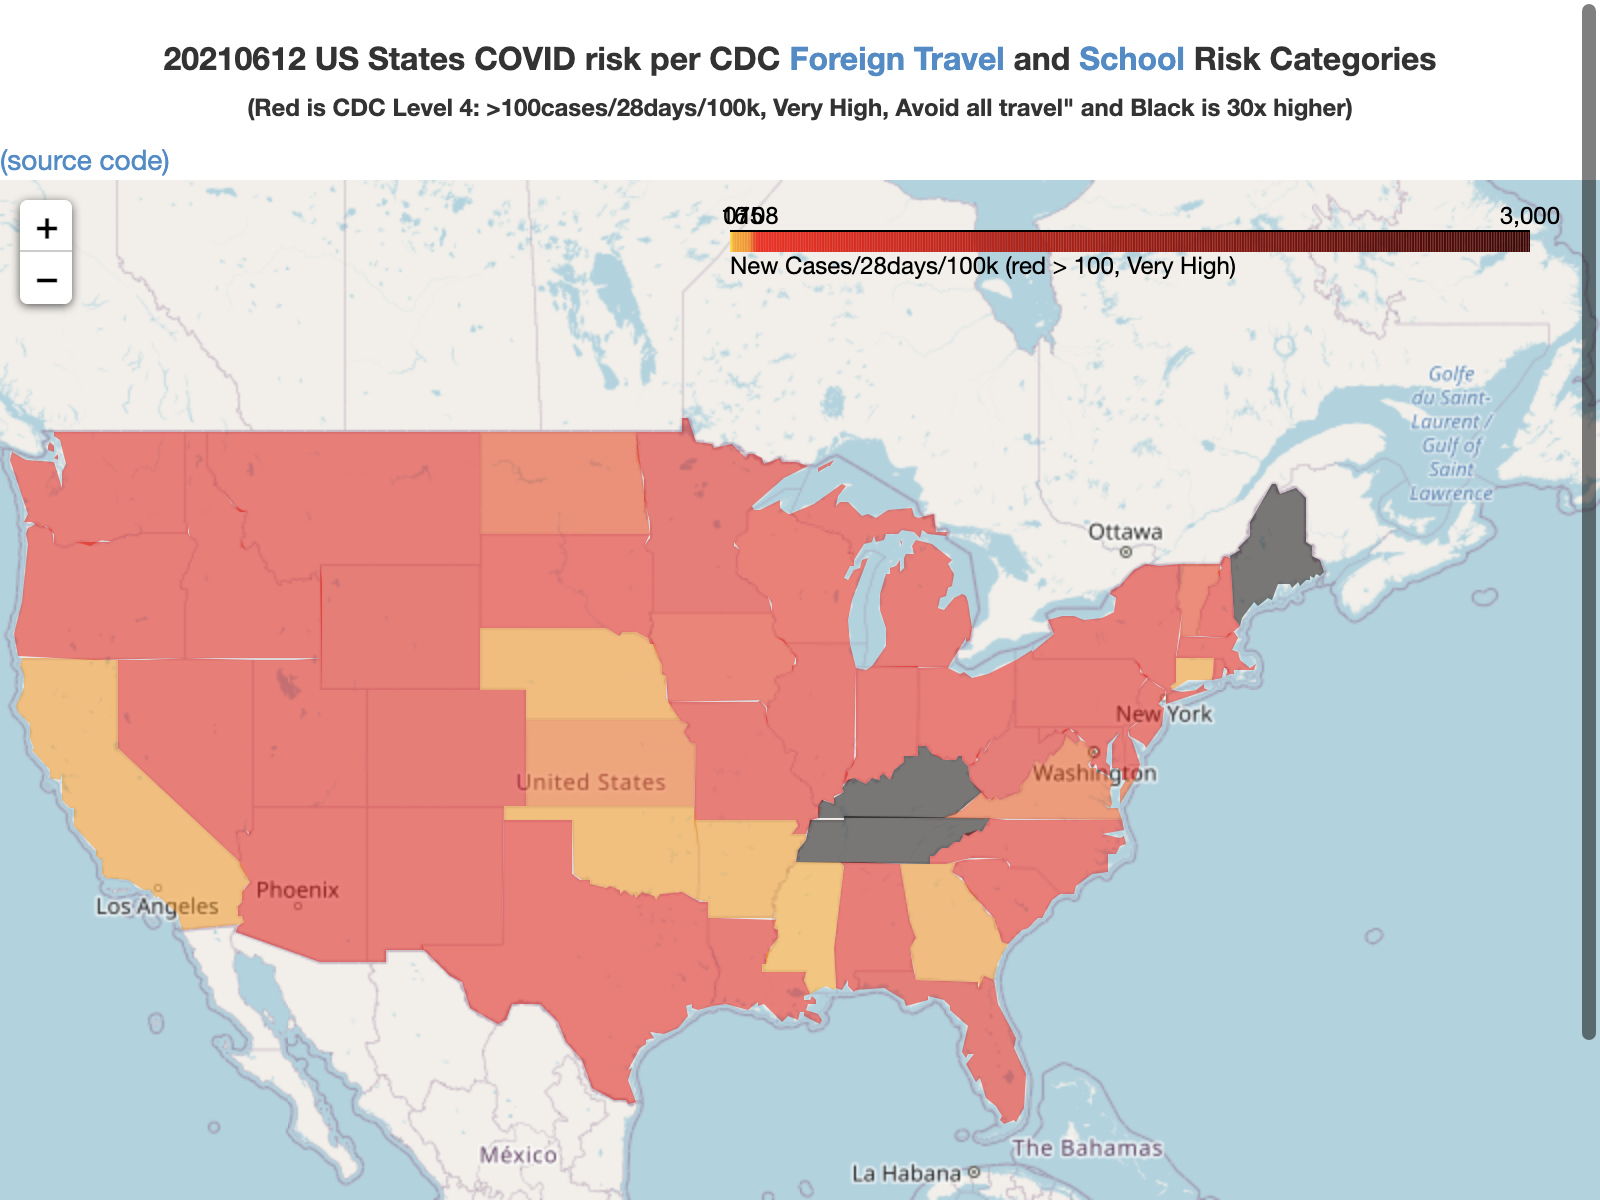 20210612 US States COVID risk per CDC Foreign Travel and School Risk Categories
(Red is CDC Level 4: >100cases/28days/100k, Very High, Avoid all travel" and Black is 30x higher)
(source code)
+
−
3,000
New Cases/28days/100k (red > 100, Very High)
Golfe
du Saint-
Laurent /
Gulf of
Saint
Lawrence
Ottawa
New York
Washington
United States
Phoenix
Los Angeles
México
The Bahamas
La Habana